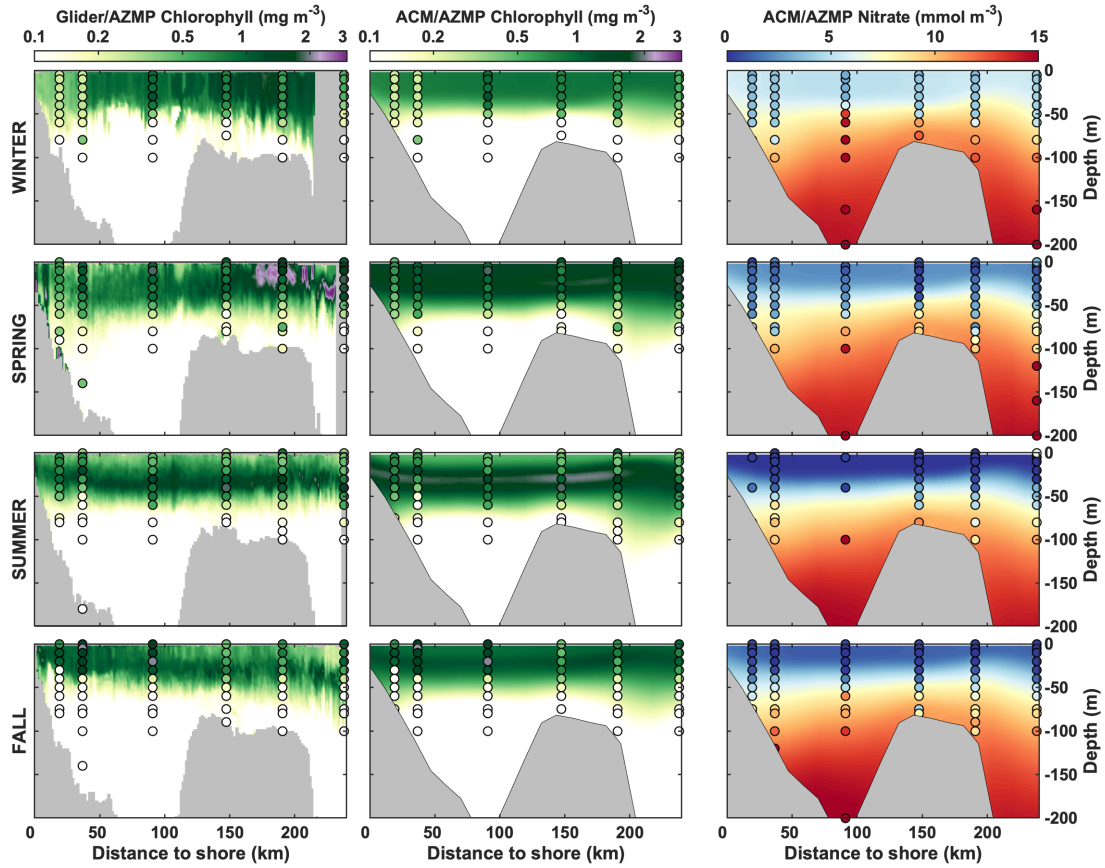 Glider/AZMP Chlorophyll (mg m⁻³) ACM/AZMP Chlorophyll (mg m⁻³) ACM/AZMP Nitrate (mmol m⁻³)
0.1 0.2 0.5 1 2 3 0.1 0.2 0.5 1 2 3 0 5 10 15
WINTER
0
-50
-100
-150
-200
Depth (m)
SPRING
0
-50
-100
-150
-200
Depth (m)
SUMMER
0
-50
-100
-150
-200
Depth (m)
FALL
0
-50
-100
-150
-200
Depth (m)
0 50 100 150 200 0 50 100 150 200 0 50 100 150 200
Distance to shore (km) Distance to shore (km) Distance to shore (km)